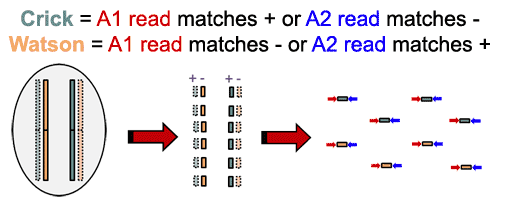 Crick = A1 read matches + or A2 read matches -
Watson = A1 read matches - or A2 read matches +
+ - + -